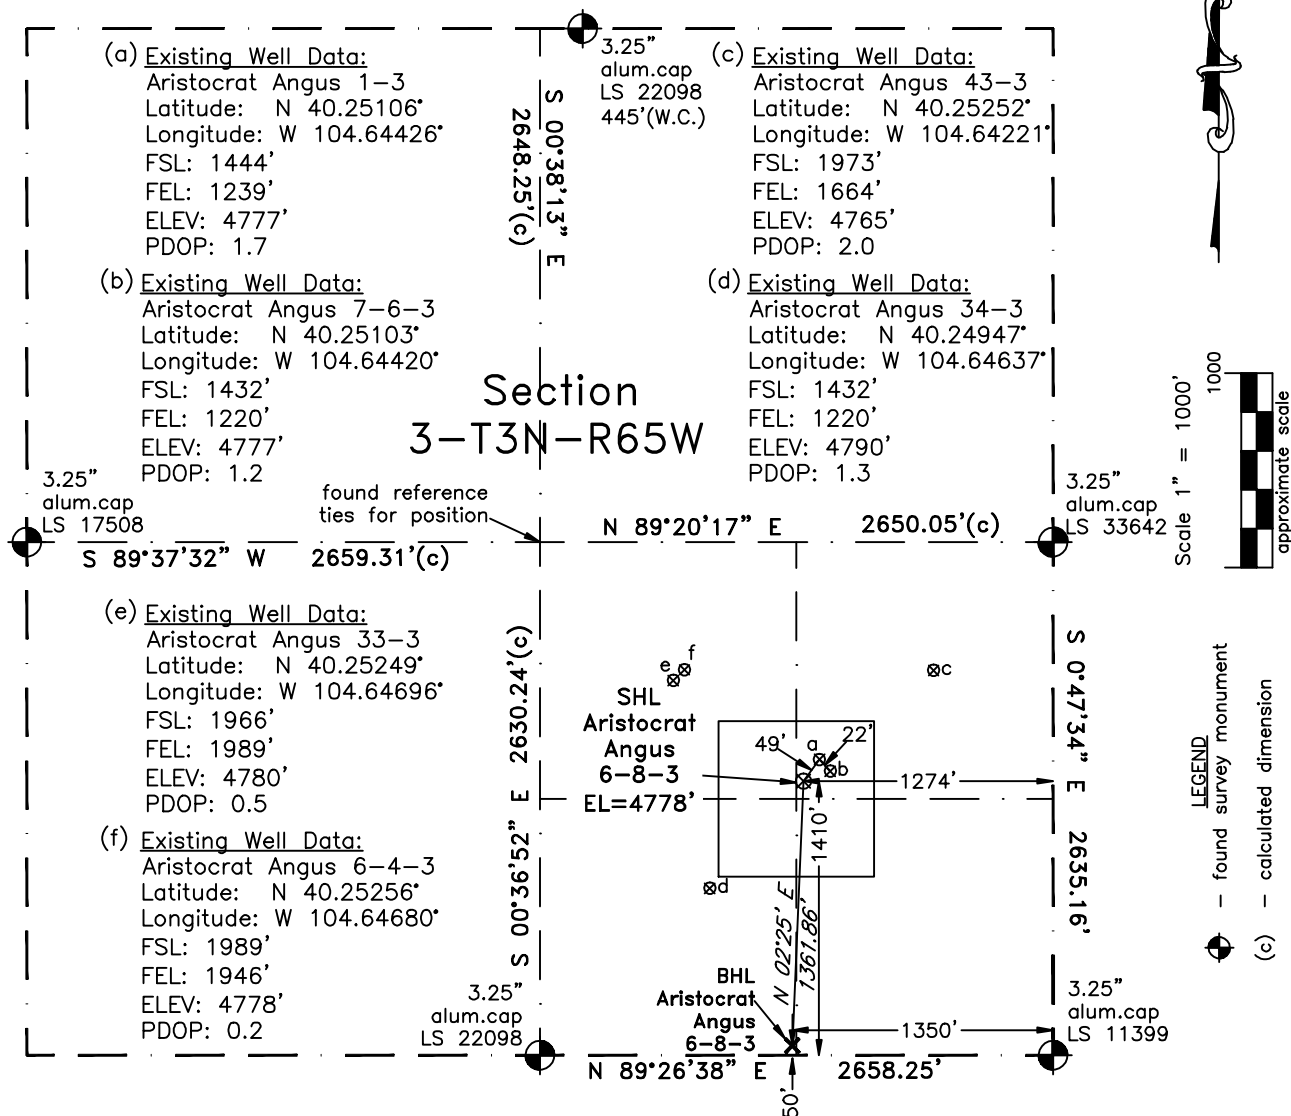 (a) Existing Well Data:
Aristocrat Angus 1-3
Latitude: N 40.25106°
Longitude: W 104.64426°
FSL: 1444'
FEL: 1239'
ELEV: 4777'
PDOP: 1.7
(b) Existing Well Data:
Aristocrat Angus 7-6-3
Latitude: N 40.25103°
Longitude: W 104.64420°
FSL: 1432'
FEL: 1220'
ELEV: 4777'
PDOP: 1.2
S 00°38'13" E
2648.25'(c)
3.25"
alum.cap
LS 22098
445'(W.C.)
(c) Existing Well Data:
Aristocrat Angus 43-3
Latitude: N 40.25252°
Longitude: W 104.64221°
FSL: 1973'
FEL: 1664'
ELEV: 4765'
PDOP: 2.0
(d) Existing Well Data:
Aristocrat Angus 34-3
Latitude: N 40.24947°
Longitude: W 104.64637°
FSL: 1432'
FEL: 1220'
ELEV: 4790'
PDOP: 1.3
Section
3-T3N-R65W
3.25"
alum.cap
LS 17508
found reference
ties for position
N 89°20'17" E 2650.05'(c)
3.25"
alum.cap
LS 33642
S 89°37'32" W 2659.31'(c)
Scale 1" = 1000'
1000
approximate scale
(e) Existing Well Data:
Aristocrat Angus 33-3
Latitude: N 40.25249°
Longitude: W 104.64696°
FSL: 1966'
FEL: 1989'
ELEV: 4780'
PDOP: 0.5
(f) Existing Well Data:
Aristocrat Angus 6-4-3
Latitude: N 40.25256°
Longitude: W 104.64680°
FSL: 1989'
FEL: 1946'
ELEV: 4778'
PDOP: 0.2
S 00°36'52" E 2630.24'(c)
e
f
c
SHL
Aristocrat
Angus
6-8-3
EL=4778'
49'
a
22'
b
1274'
1410'
d
N 02°25' E
1361.86'
BHL
Aristocrat
Angus
6-8-3
1350'
50'
S 0°47'34" E 2635.16'
3.25"
alum.cap
LS 22098
3.25"
alum.cap
LS 11399
N 89°26'38" E 2658.25'
LEGEND
- found survey monument
(c) - calculated dimension